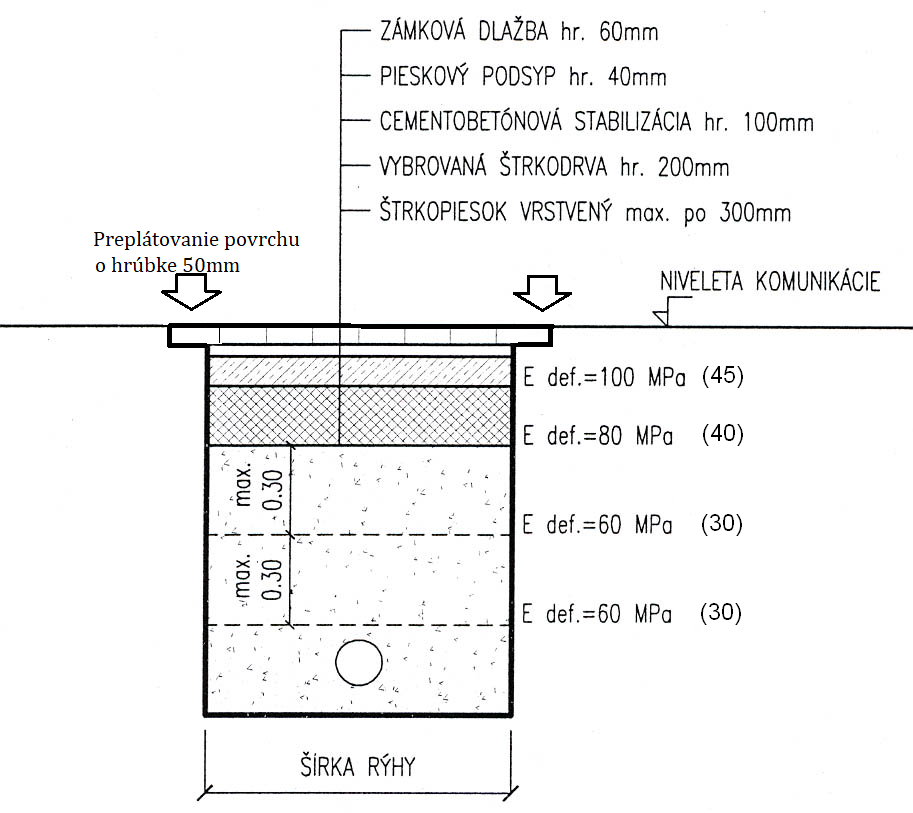 ZÁMKOVÁ DLAŽBA hr. 60mm
PIESKOVÝ PODSYP hr. 40mm
CEMENTOBETÓNOVÁ STABILIZÁCIA hr. 100mm
VYBROVANÁ ŠTRKODRVA hr. 200mm
ŠTRKOPIESOK VRSTVENÝ max. po 300mm
Preplátovanie povrchu
o hrúbke 50mm
NIVELETA KOMUNIKÁCIE
E def.=100 MPa (45)
E def.=80 MPa (40)
max.
0.30
E def.=60 MPa (30)
max.
0.30
E def.=60 MPa (30)
ŠÍRKA RÝHY